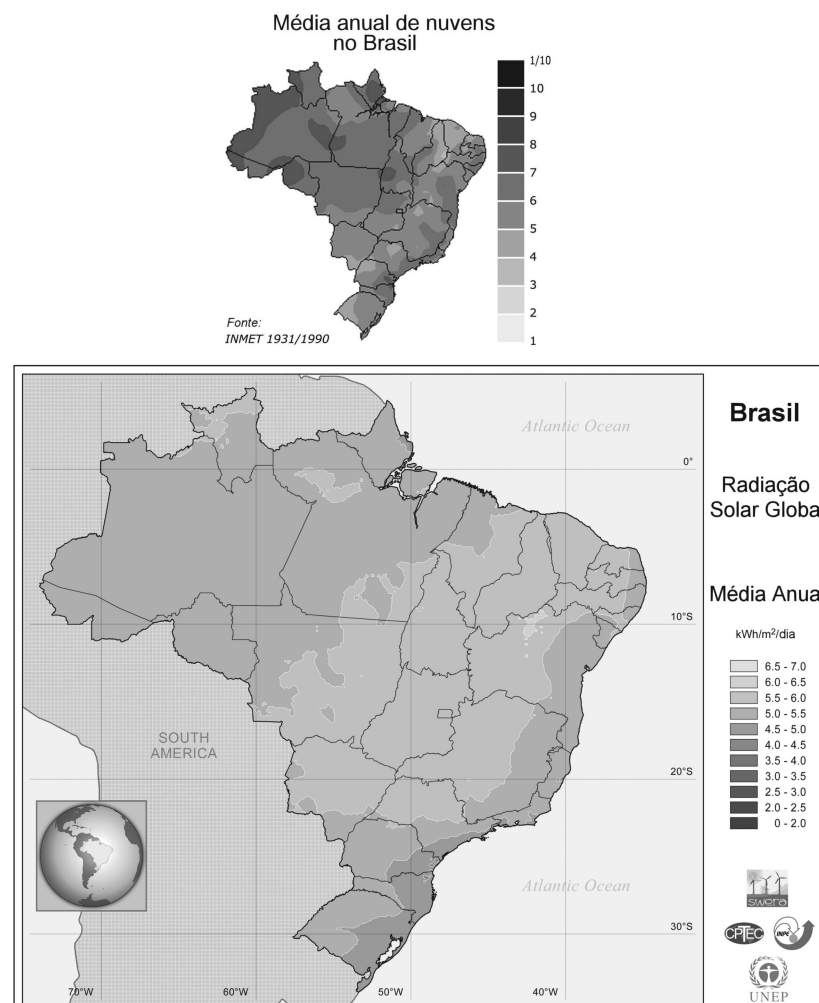 Média anual de nuvens
no Brasil
1/10
10
9
8
7
6
5
4
3
2
1
Fonte:
INMET 1931/1990
Brasil
Radiação
Solar Globa
Média Anua
kWh/m²/dia
6.5 - 7.0
6.0 - 6.5
5.5 - 6.0
5.0 - 5.5
4.5 - 5.0
4.0 - 4.5
3.5 - 4.0
3.0 - 3.5
2.5 - 3.0
2.0 - 2.5
0 - 2.0
Atlantic Ocean
0°
10°S
SOUTH
AMERICA
20°S
Atlantic Ocean
30°S
70°W
60°W
50°W
40°W
swera
CPTEC
INPE
UNEP